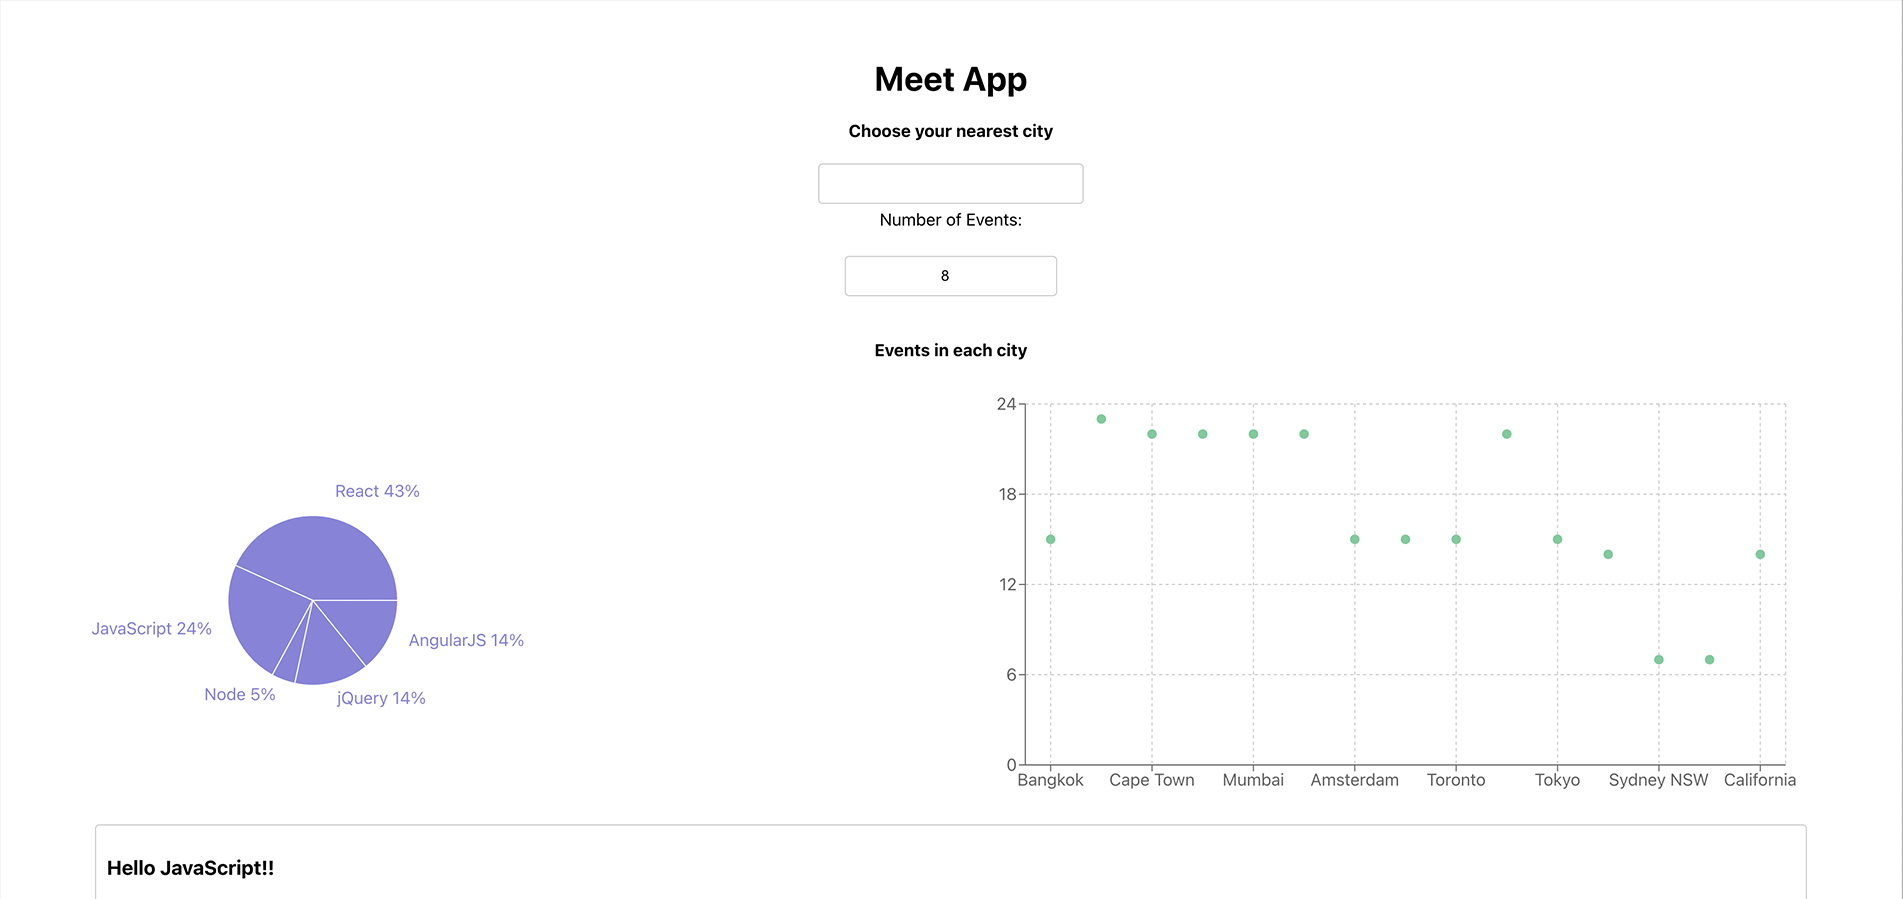 Meet App
Choose your nearest city
Number of Events:
8
Events in each city
React 43%
JavaScript 24%
AngularJS 14%
Node 5%
jQuery 14%
24
18
12
6
0
Bangkok Cape Town Mumbai Amsterdam Toronto Tokyo Sydney NSW California
Hello JavaScript!!